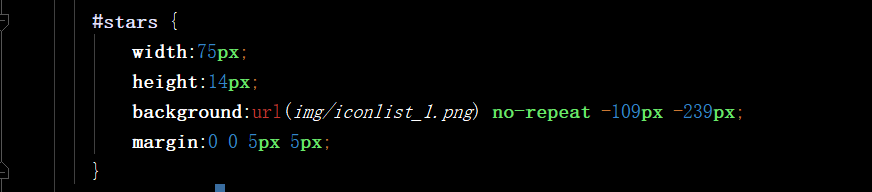 #stars {
width:75px;
height:14px;
background:url(img/iconlist_1.png) no-repeat -109px -239px;
margin:0 0 5px 5px;
}